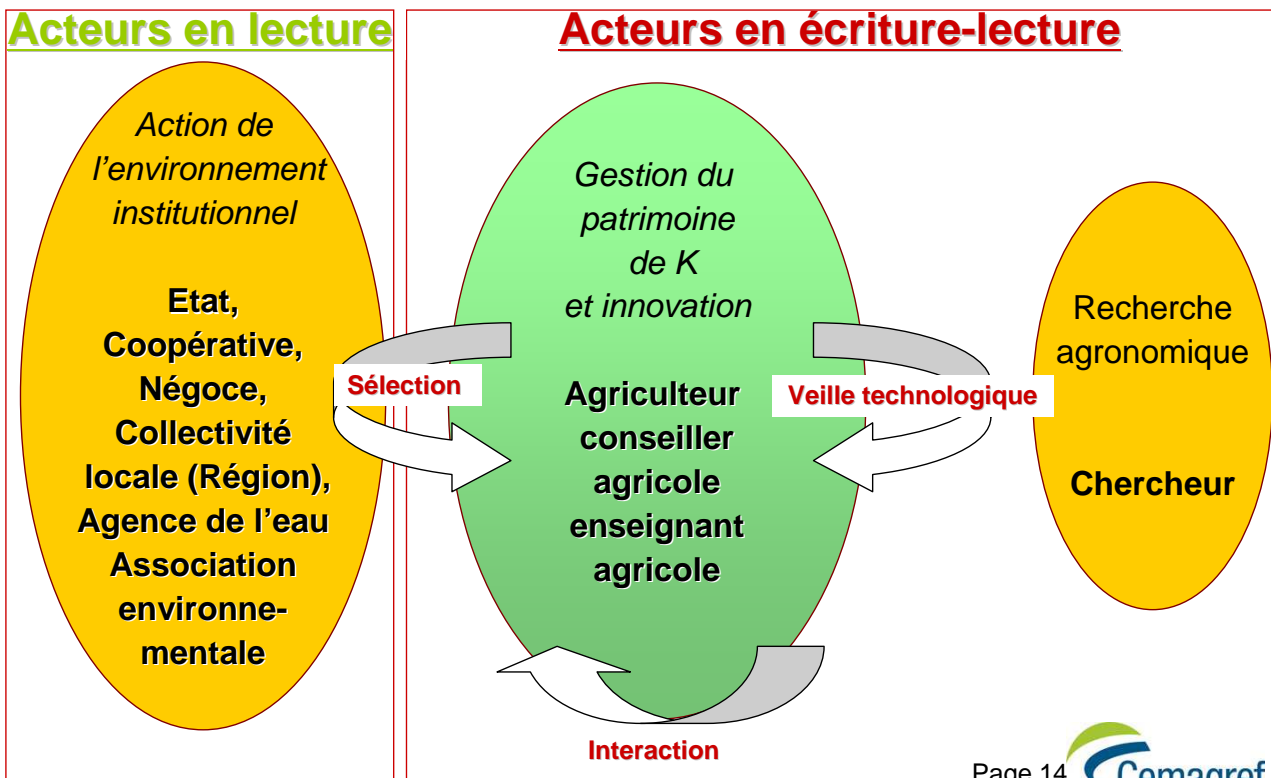 Acteurs en lecture
Action de
l'environnement
institutionnel
Etat,
Coopérative,
Négoce,
Collectivité
locale (Région),
Agence de l'eau
Association
environne-
mentale
Sélection
Acteurs en écriture-lecture
Gestion du
patrimoine
de K
et innovation
Agriculteur
conseiller
agricole
enseignant
agricole
Veille technologique
Recherche
agronomique
Chercheur
Interaction
Page 14